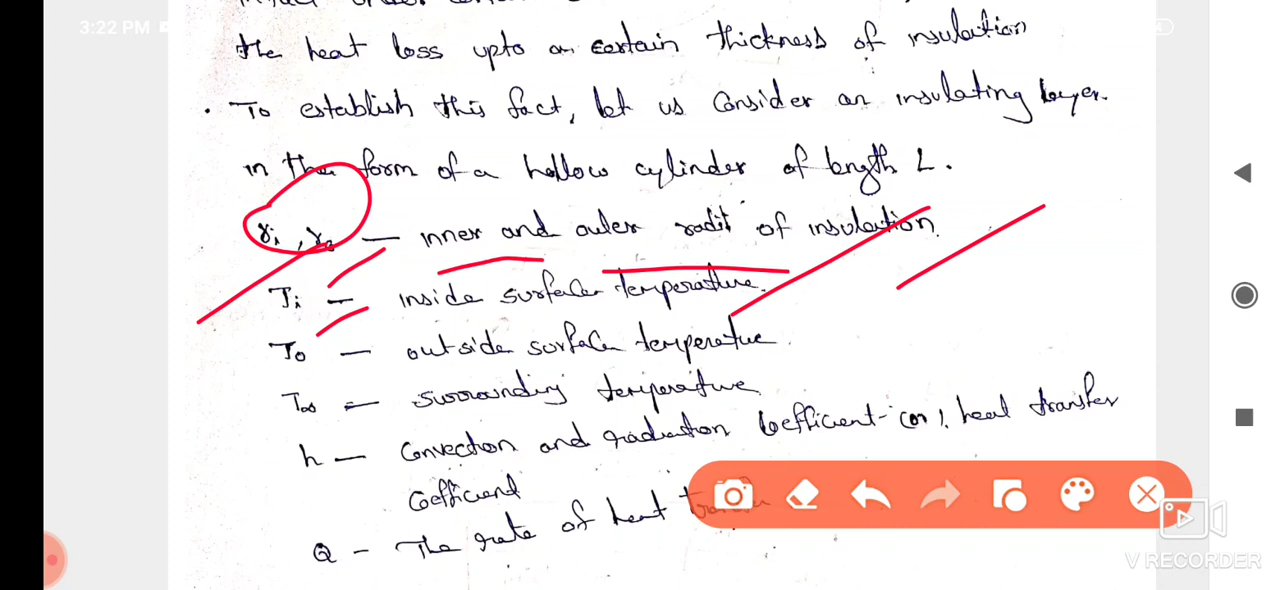 3:22 PM
the heat loss upto a certain thickness of insulation
• To establish this fact, let us consider an insulating layer.
in the form of a hollow cylinder of length L.
ri, ro — inner and outer radii of insulation.
Ti — inside surface temperature.
To — outside surface temperature.
T∞ — surrounding temperature
h — Convection and radiation coefficient (or), heat transfer
coefficient
Q — The rate of heat
V RECORDER